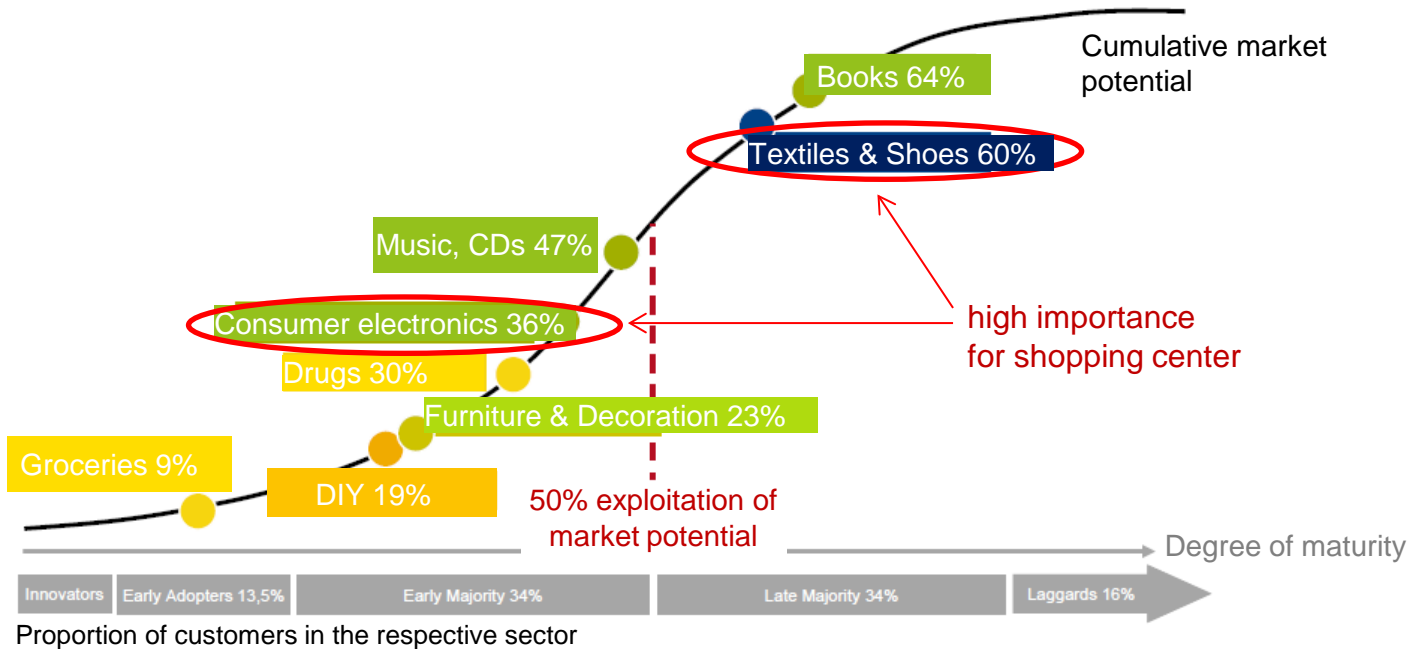 Cumulative market
potential
Books 64%
Textiles & Shoes 60%
Music, CDs 47%
Consumer electronics 36%
high importance
for shopping center
Drugs 30%
Furniture & Decoration 23%
Groceries 9%
DIY 19%
50% exploitation of
market potential
Degree of maturity
Innovators
Early Adopters 13,5%
Early Majority 34%
Late Majority 34%
Laggards 16%
Proportion of customers in the respective sector